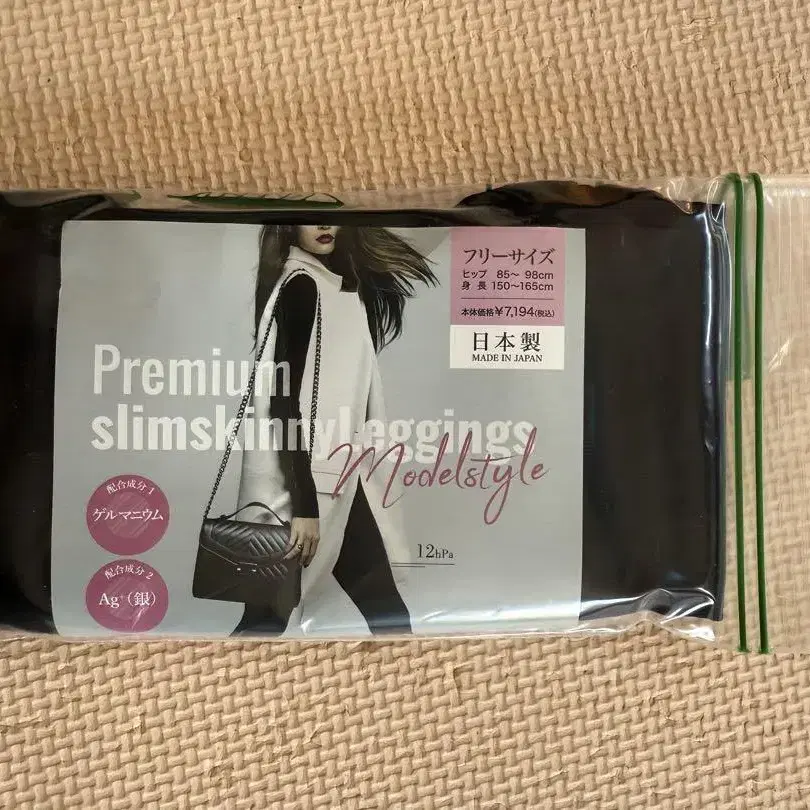 フリーサイズ
ヒップ 85〜 98cm
身長 150〜165cm
本体価格¥7,194(税込)
日本製
MADE IN JAPAN
Premium
slimskinnyLeggings
Modelstyle
配合成分1
ゲルマニウム
12hPa
配合成分2
Ag+(銀)